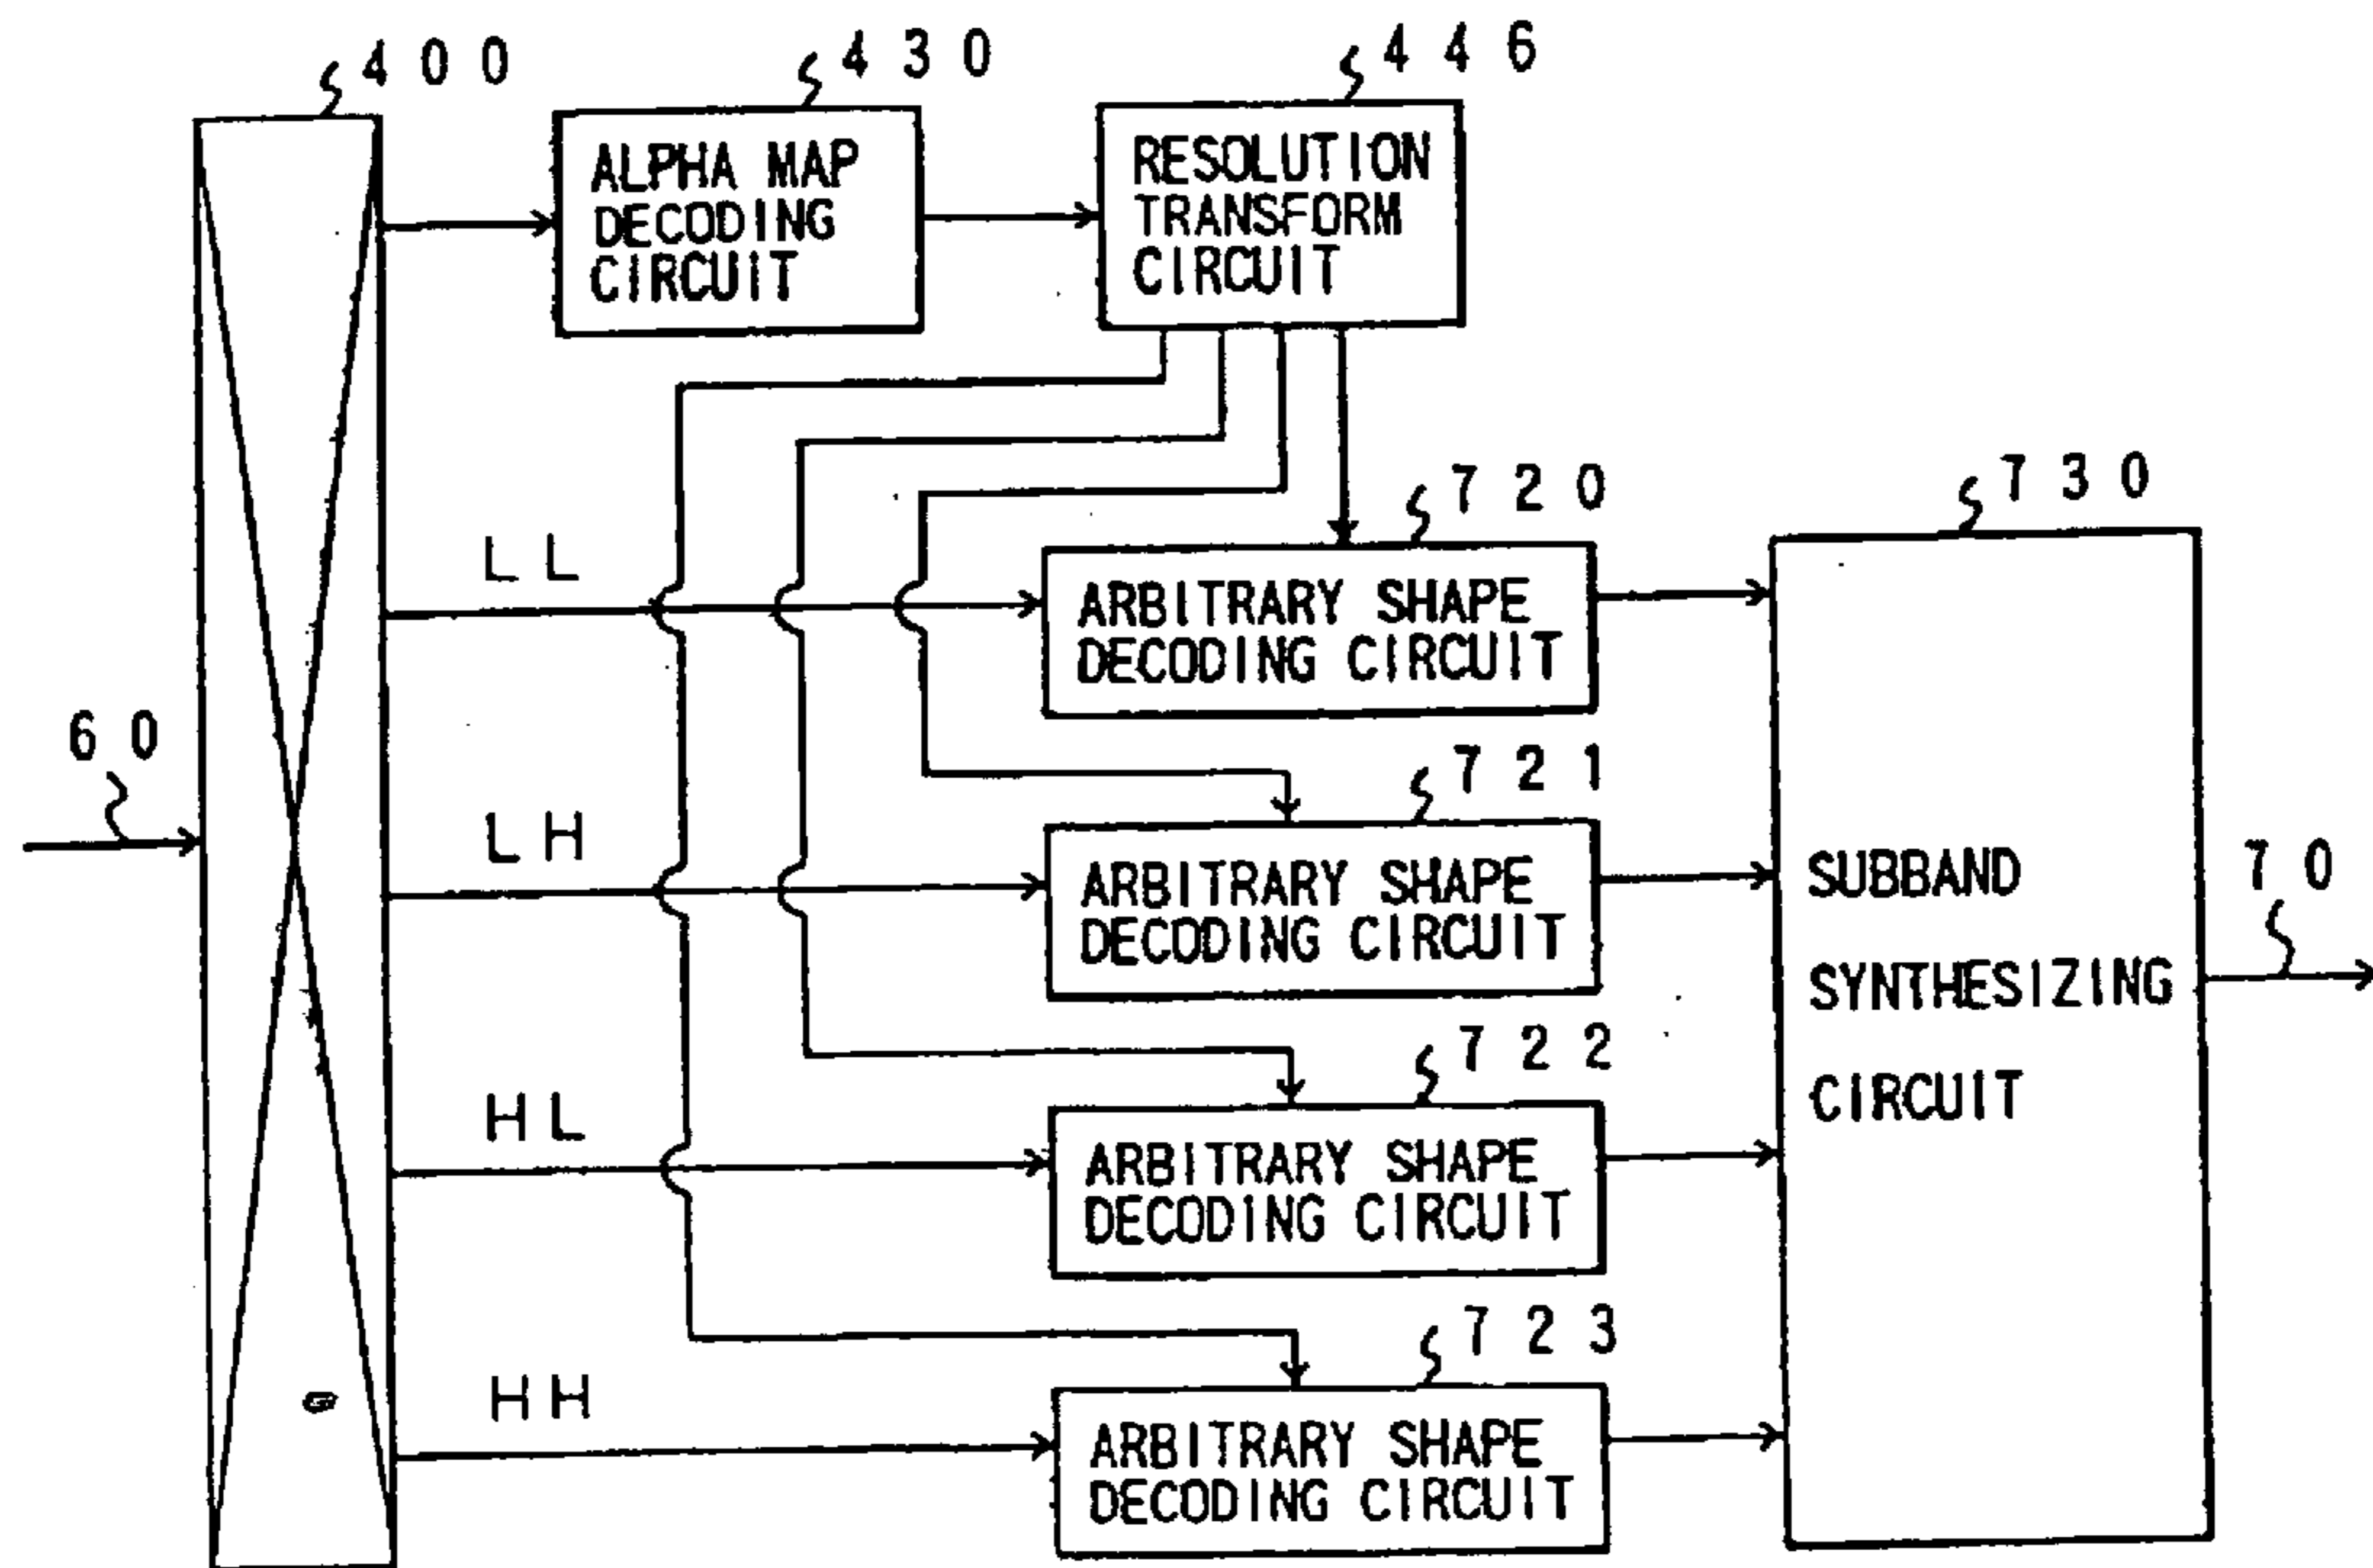 400
430
446
ALPHA MAP
DECODING
CIRCUIT
RESOLUTION
TRANSFORM
CIRCUIT
720
730
LL
ARBITRARY SHAPE
DECODING CIRCUIT
60
721
LH
ARBITRARY SHAPE
DECODING CIRCUIT
SUBBAND
SYNTHESIZING
CIRCUIT
70
722
HL
ARBITRARY SHAPE
DECODING CIRCUIT
723
HH
ARBITRARY SHAPE
DECODING CIRCUIT